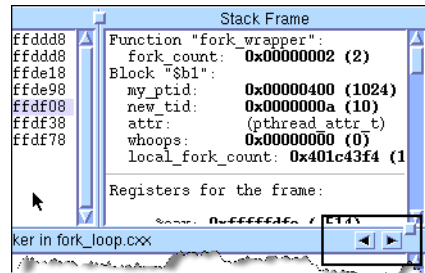 Stack Frame
ffddd8
ffddd8
ffde18
ffde98
ffdf08
ffdf38
ffdf78
Function "fork_wrapper":
fork_count: 0x00000002 (2)
Block "$b1":
my_ptid: 0x00000400 (1024)
new_tid: 0x0000000a (10)
attr: (pthread_attr_t)
whoops: 0x00000000 (0)
local_fork_count: 0x401c43f4 (1
Registers for the frame:
ker in fork_loop.cxx